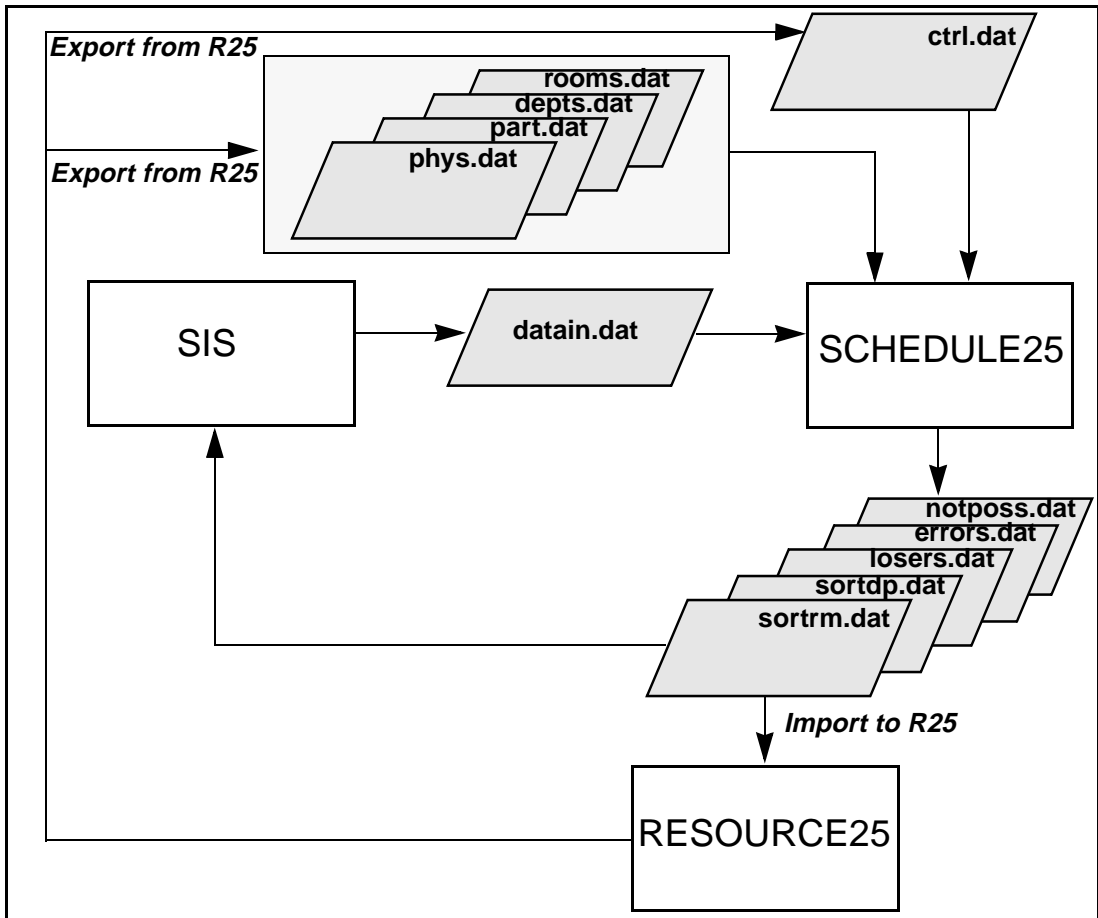 ctrl.dat
Export from R25
rooms.dat
depts.dat
part.dat
phys.dat
Export from R25
SIS
datain.dat
SCHEDULE25
notposs.dat
errors.dat
losers.dat
sortdp.dat
sortrm.dat
Import to R25
RESOURCE25